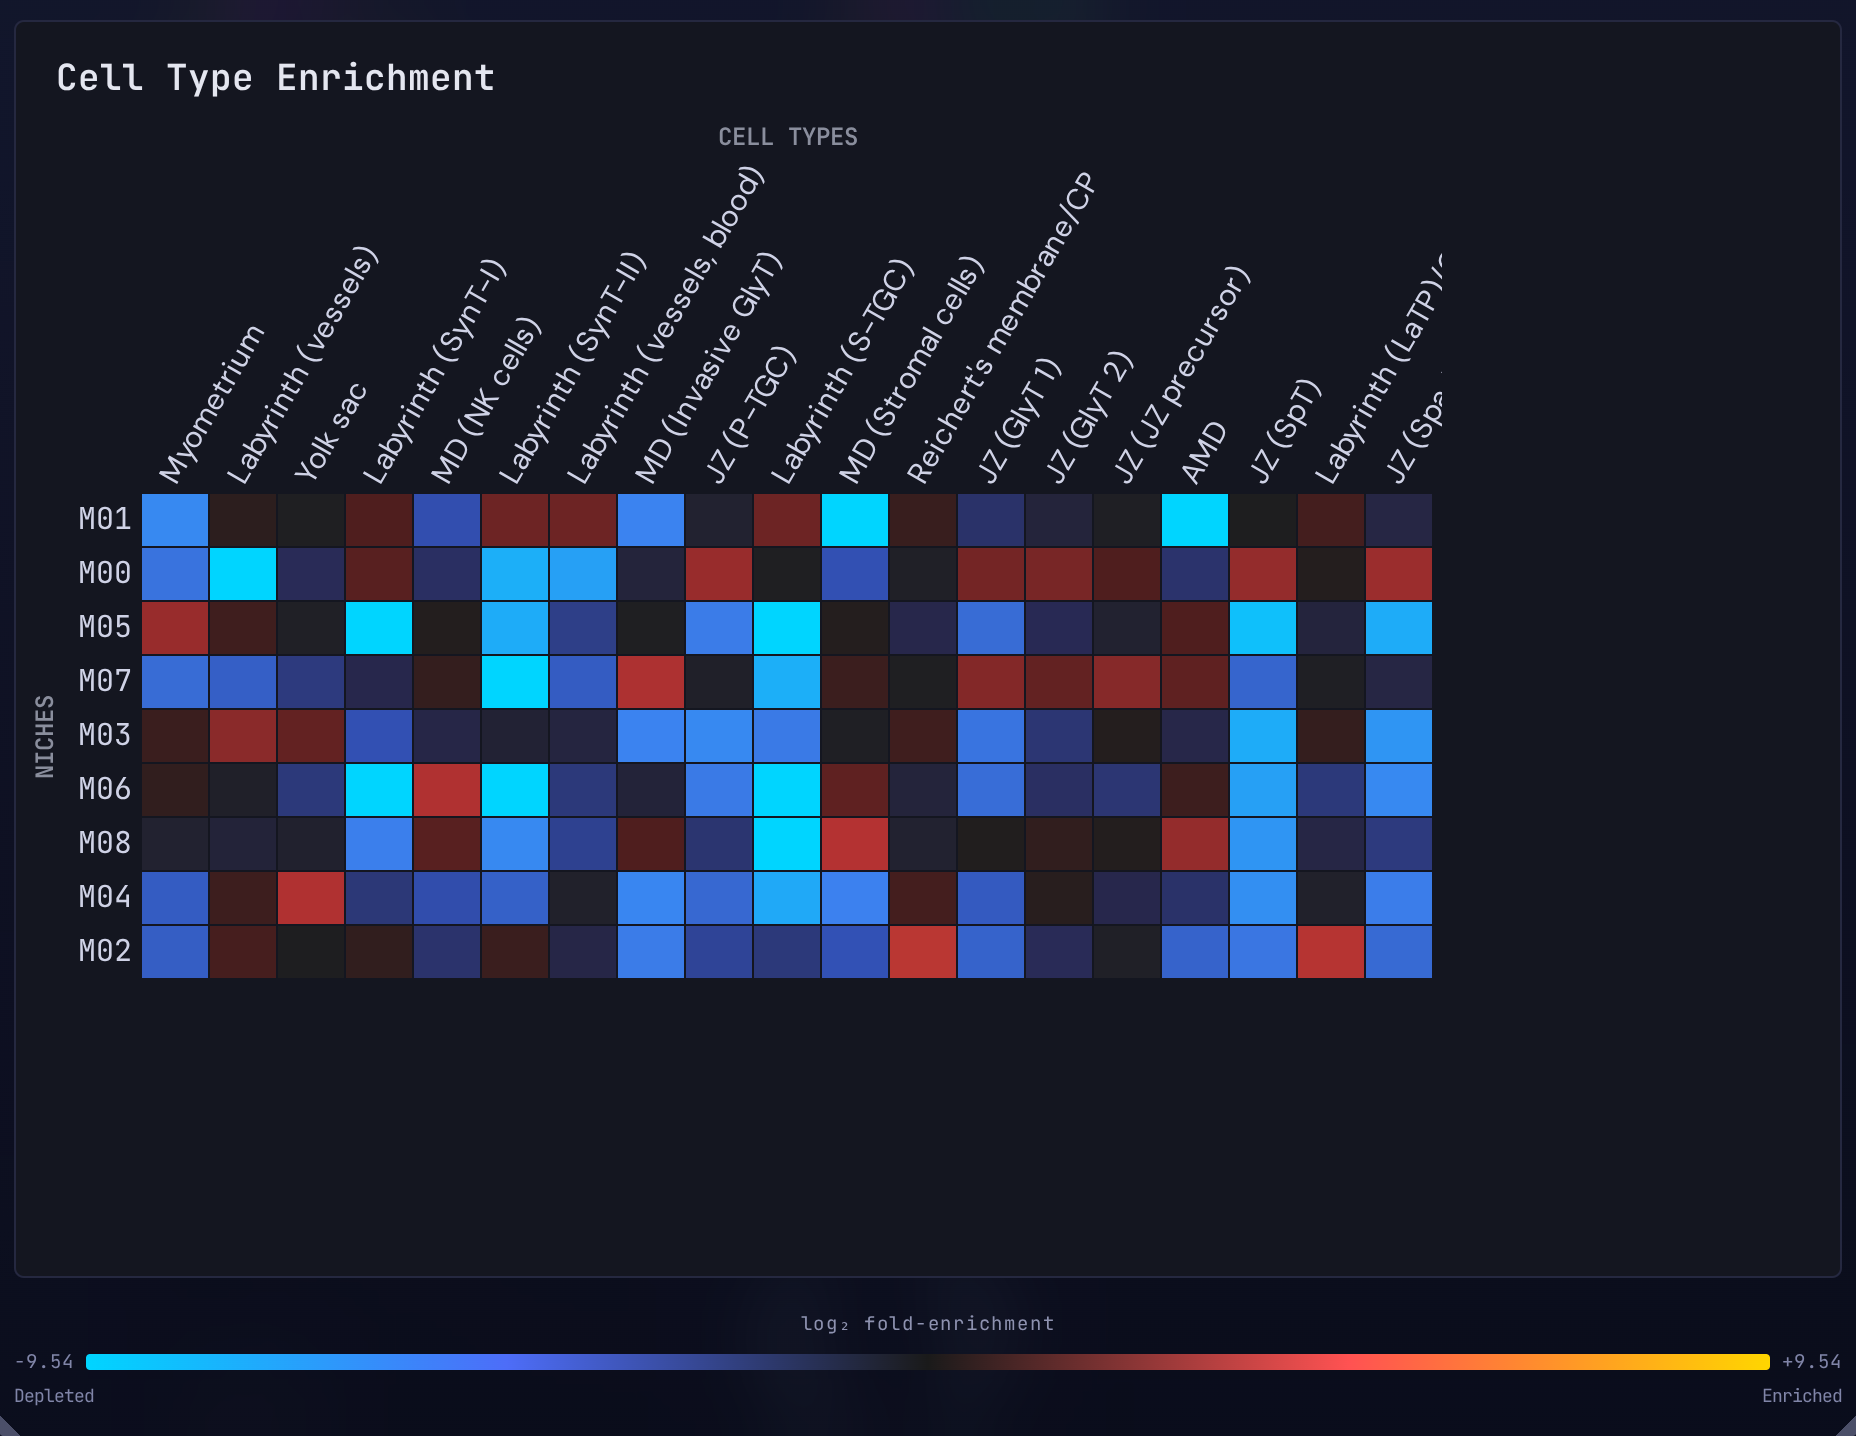 Cell Type Enrichment
CELL TYPES
Myometrium
Labyrinth (vessels)
Yolk sac
Labyrinth (SynT-I)
MD (NK cells)
Labyrinth (SynT-II)
Labyrinth (vessels, blood)
MD (Invasive GlyT)
JZ (P-TGC)
Labyrinth (S-TGC)
MD (Stromal cells)
Reichert's membrane/CP
JZ (GlyT 1)
JZ (GlyT 2)
JZ (JZ precursor)
AMD
JZ (SpT)
Labyrinth (LaTP)/
JZ
NICHES
M01
M00
M05
M07
M03
M06
M08
M04
M02
log₂ fold-enrichment
-9.54
+9.54
Depleted
Enriched